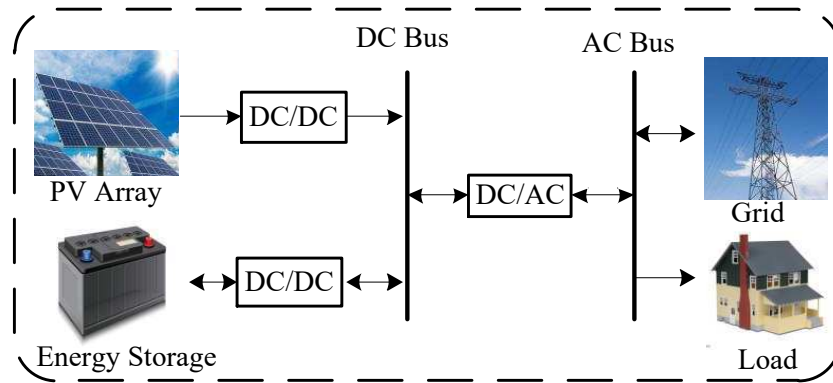 DC Bus
AC Bus
DC/DC
PV Array
DC/AC
Grid
DC/DC
Energy Storage
Load